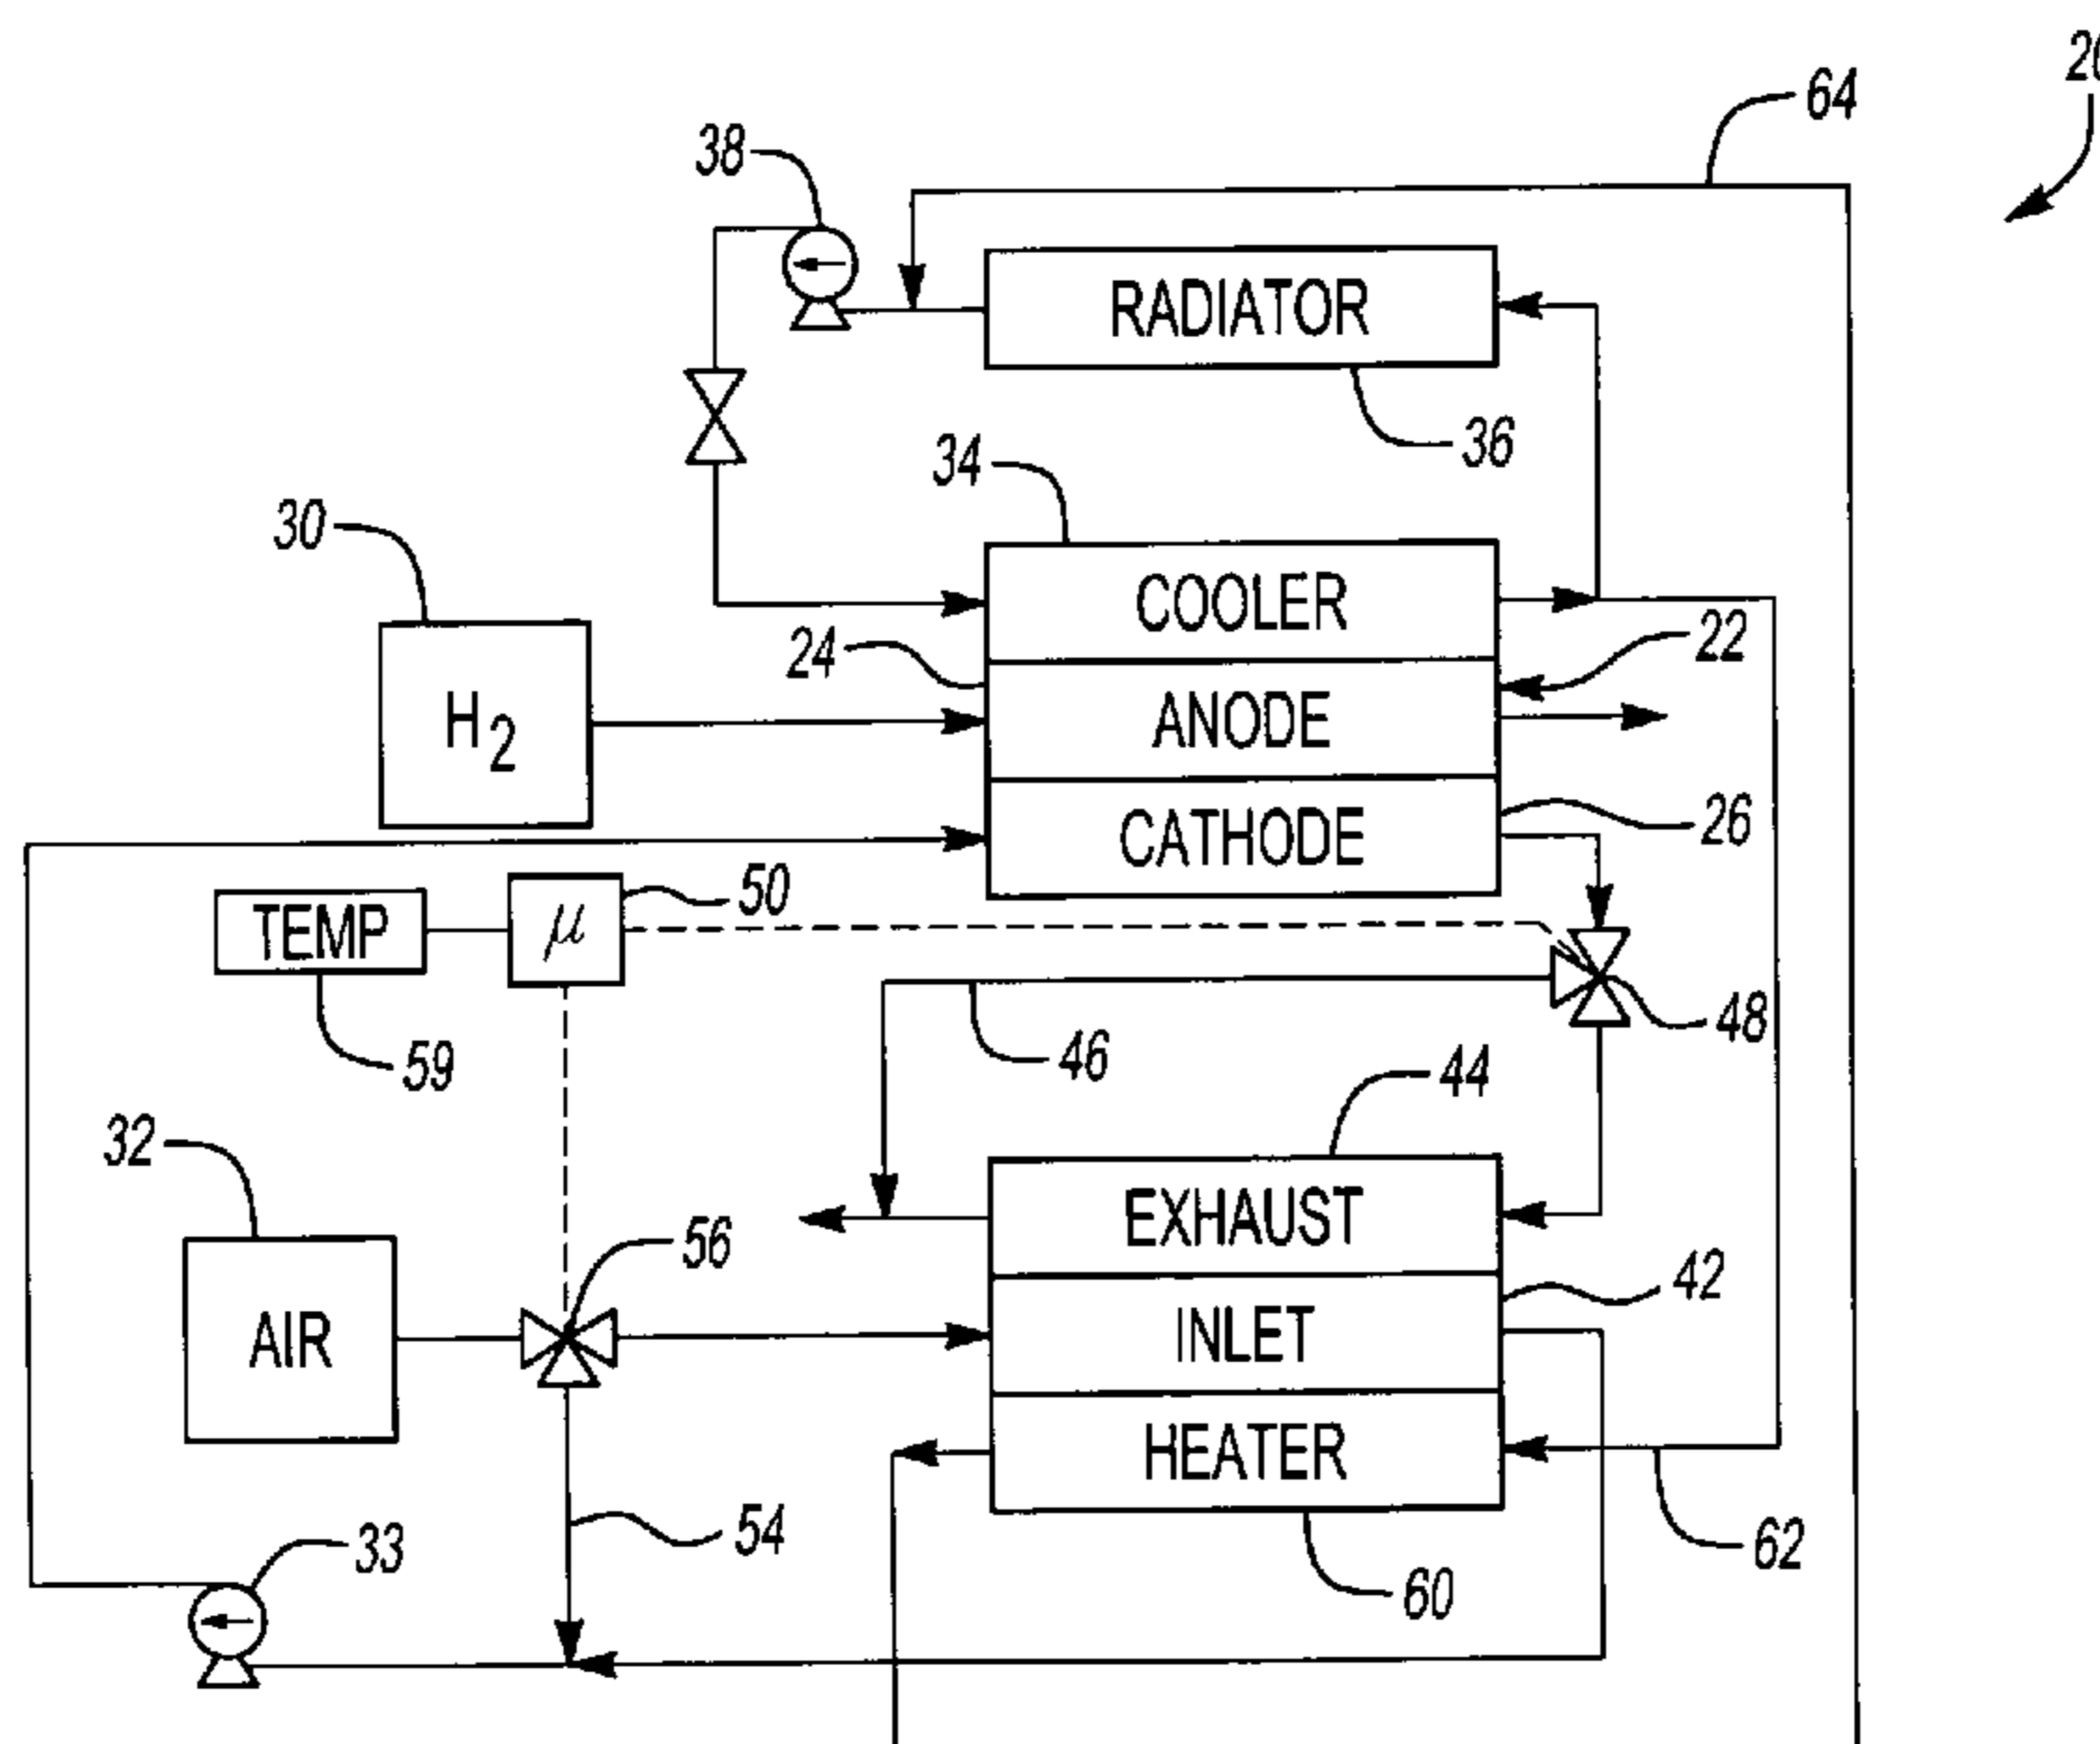 64
38
RADIATOR
36
34
30
COOLER
22
24
H2
ANODE
26
CATHODE
50
TEMP
μ
48
46
59
44
32
EXHAUST
56
42
AIR
INLET
HEATER
54
62
33
60